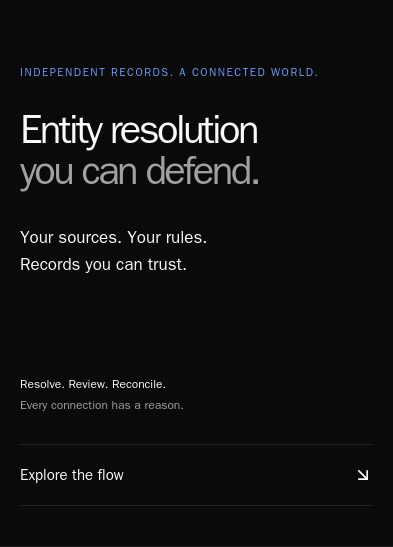 INDEPENDENT RECORDS. A CONNECTED WORLD.
Entity resolution
you can defend.
Your sources. Your rules.
Records you can trust.
Resolve. Review. Reconcile.
Every connection has a reason.
Explore the flow